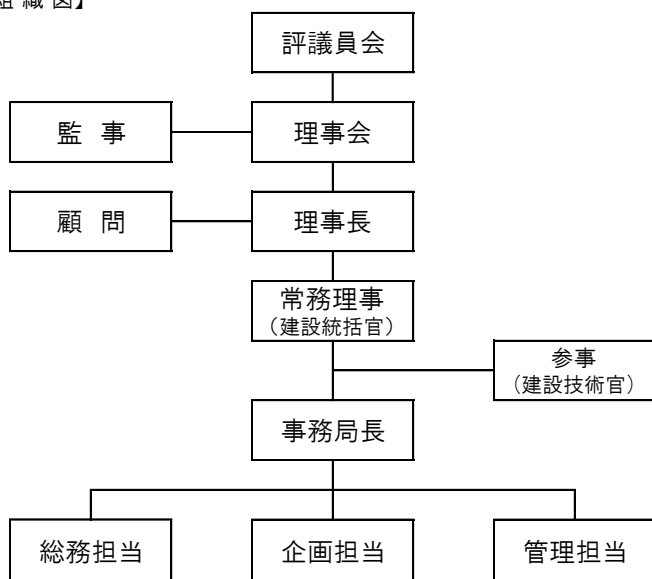 組 織 図】
評議員会
監 事
理事会
顧 問
理事長
常務理事
（建設統括官）
参事
（建設技術官）
事務局長
総務担当
企画担当
管理担当